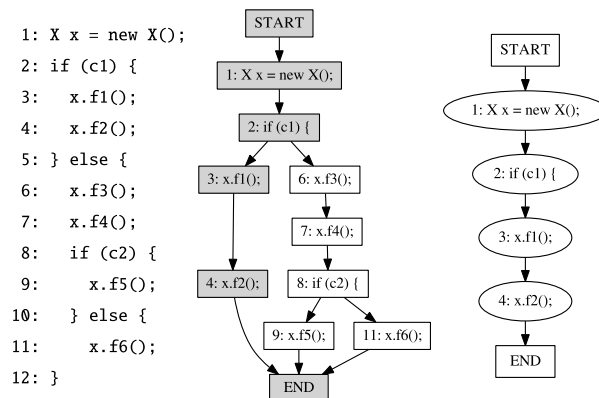 1: X x = new X();
2: if (c1) {
3: x.f1();
4: x.f2();
5: } else {
6: x.f3();
7: x.f4();
8: if (c2) {
9: x.f5();
10: } else {
11: x.f6();
12: }
START
1: X x = new X();
2: if (c1) {
3: x.f1();
6: x.f3();
7: x.f4();
4: x.f2();
8: if (c2) {
9: x.f5();
11: x.f6();
END
START
1: X x = new X();
2: if (c1) {
3: x.f1();
4: x.f2();
END